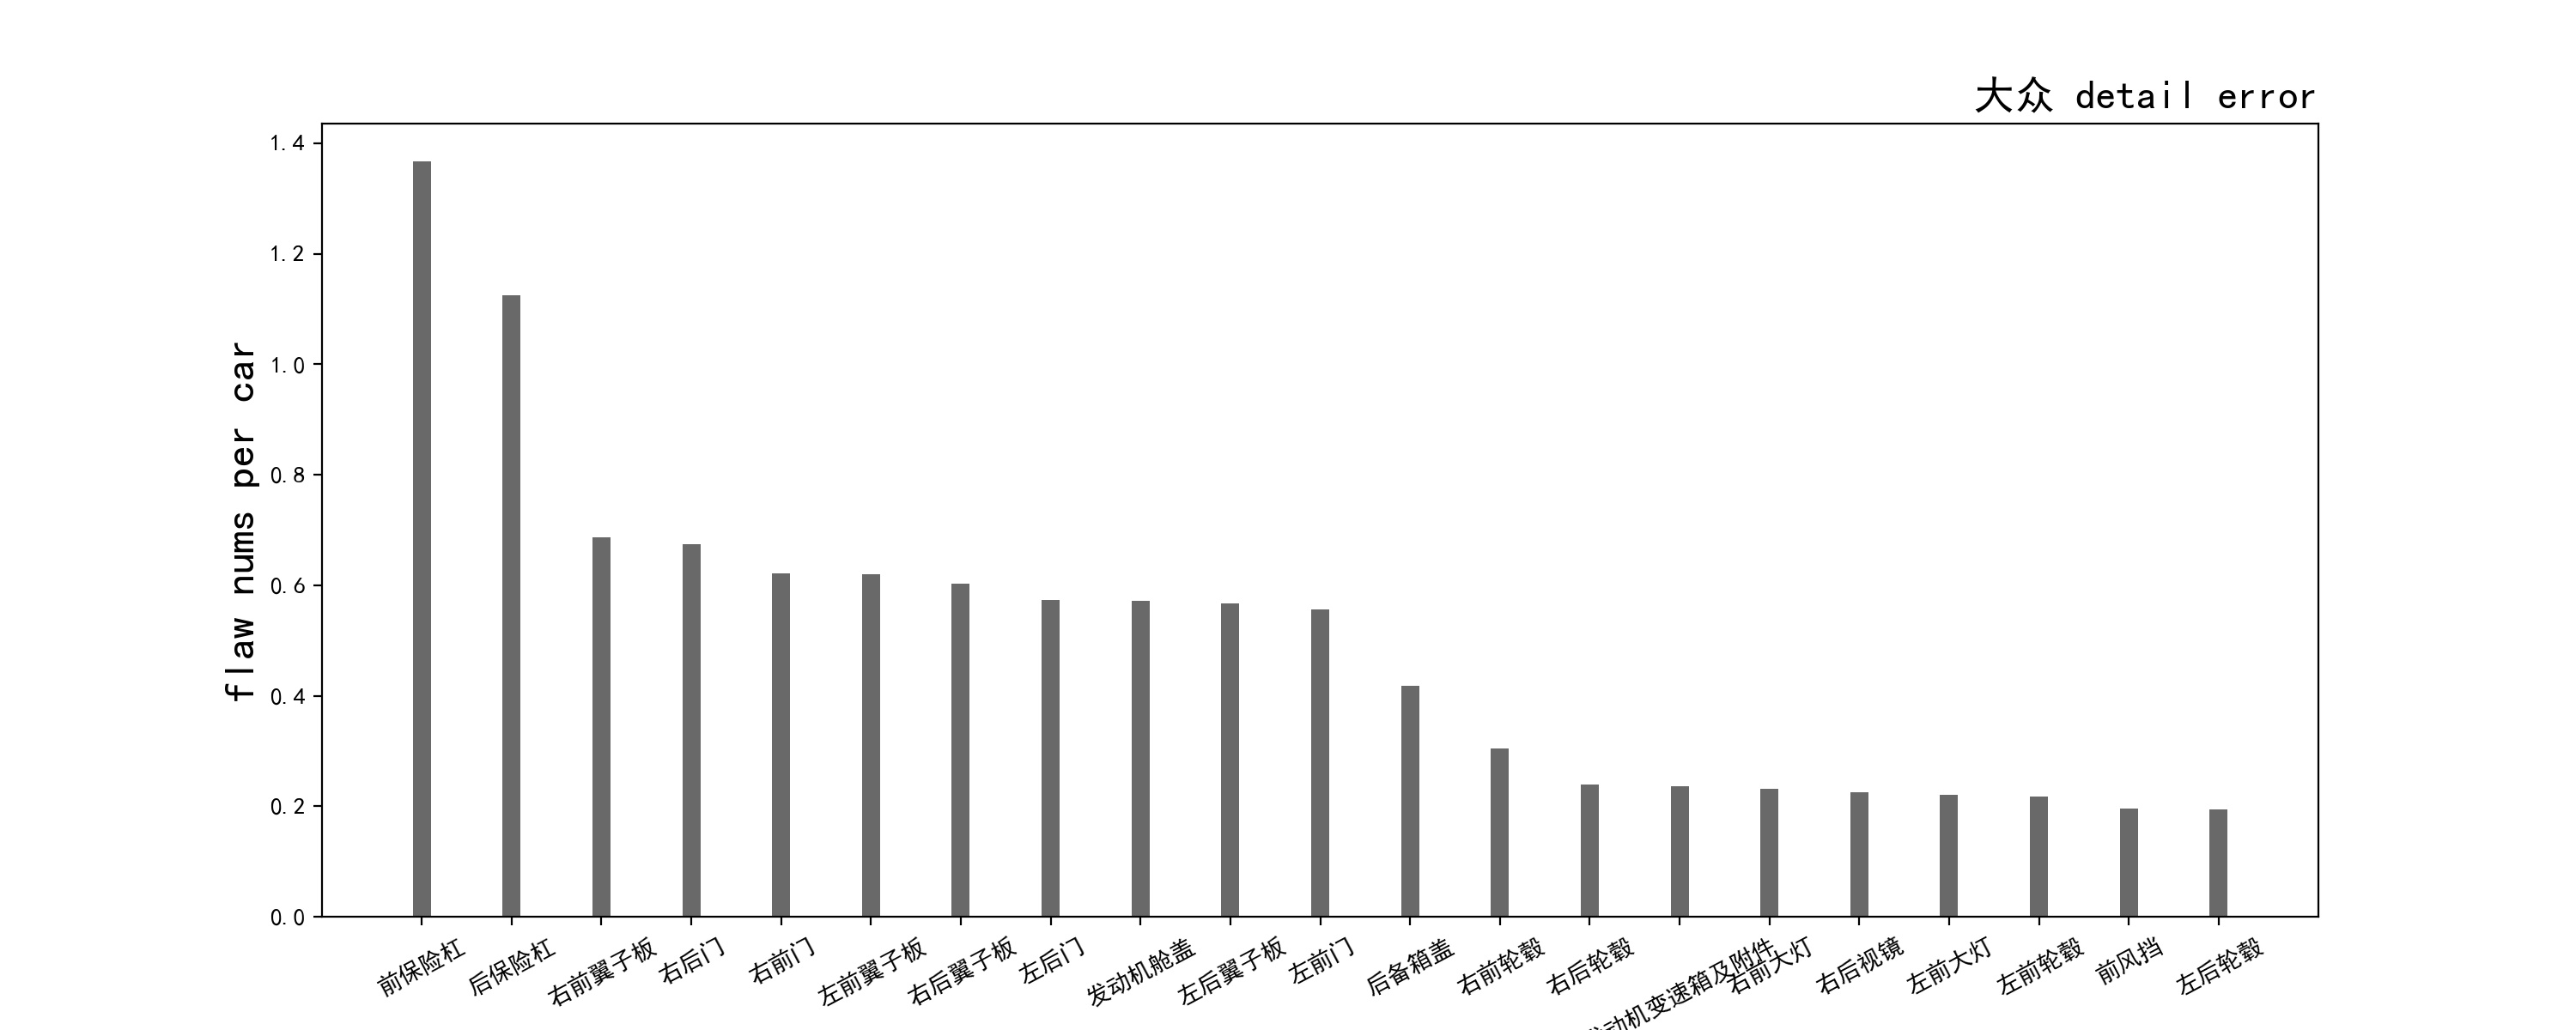 大众 detail error
flaw nums per car
1.4
1.2
1.0
0.8
0.6
0.4
0.2
0.0
前保险杠
后保险杠
右前翼子板
右后门
右前门
左前翼子板
右后翼子板
左后门
发动机舱盖
左后翼子板
左前门
后备箱盖
右前轮毂
右后轮毂
动机变速箱及附件
右前大灯
右后视镜
左前大灯
左前轮毂
前风挡
左后轮毂